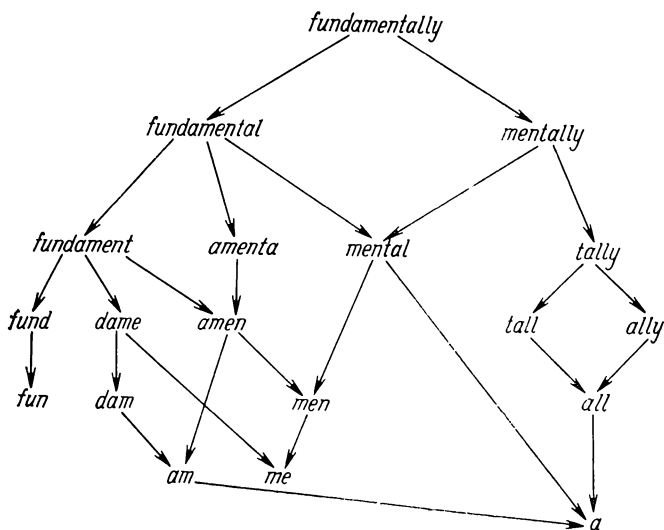 fundamentally
fundamental mentally
fundament amenta mental tally
fund dame amen tall ally
fun dam men all
am me a